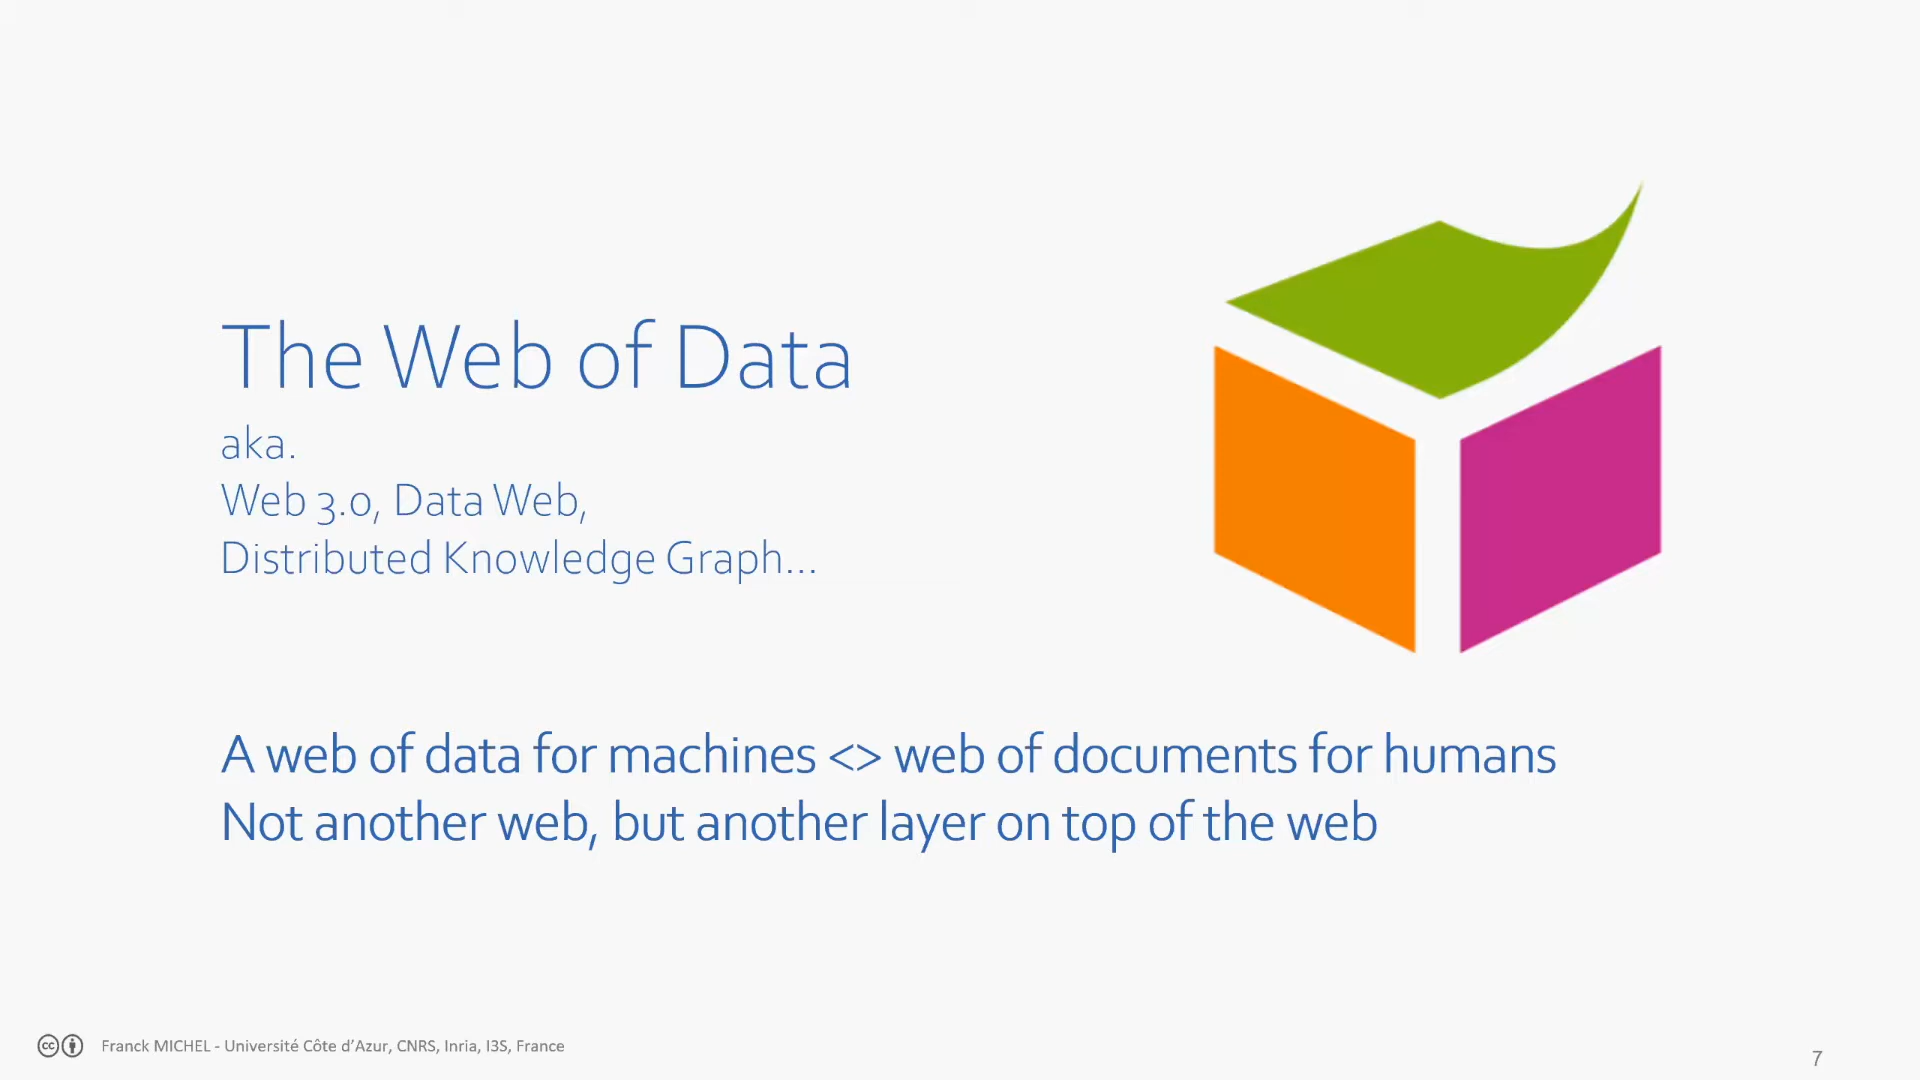 The Web of Data
aka.
Web 3.0, Data Web,
Distributed Knowledge Graph...
A web of data for machines <> web of documents for humans
Not another web, but another layer on top of the web
cc Franck MICHEL - Université Côte d'Azur, CNRS, Inria, I3S, France
7